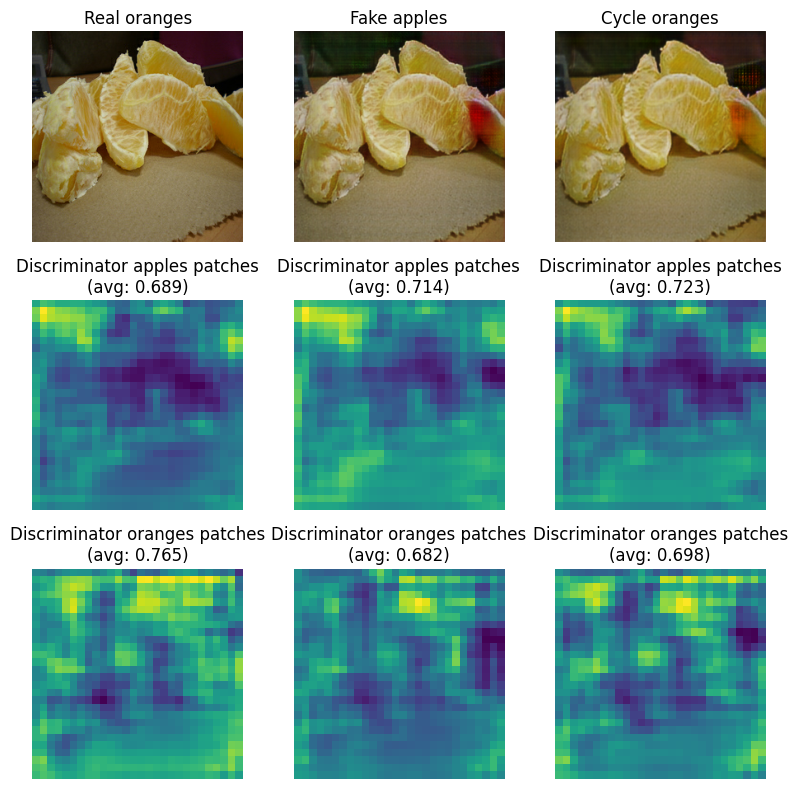 Real oranges
Fake apples
Cycle oranges
Discriminator apples patches
(avg: 0.689)
Discriminator apples patches
(avg: 0.714)
Discriminator apples patches
(avg: 0.723)
Discriminator oranges patches
(avg: 0.765)
Discriminator oranges patches
(avg: 0.682)
Discriminator oranges patches
(avg: 0.698)